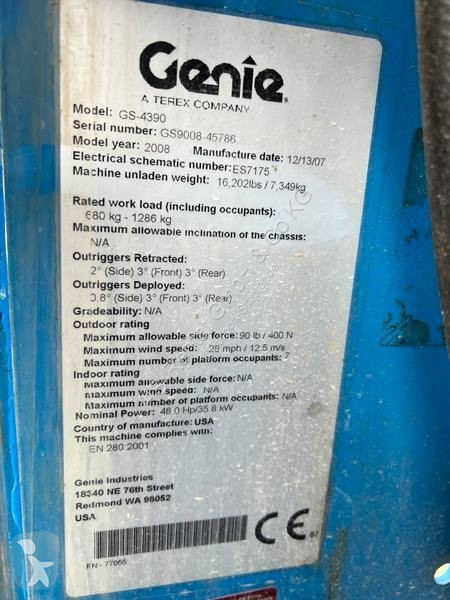 Genie
A TEREX COMPANY
Model: GS-4390
Serial number: GS9008-45786
Model year: 2008 Manufacture date: 12/13/07
Electrical schematic number: ES7175
Machine unladen weight: 16,202lbs / 7,349kg
Rated work load (including occupants):
680 kg - 1286 kg
Maximum allowable inclination of the chassis:
N/A
Outriggers Retracted:
2° (Side) 3° (Front) 3° (Rear)
Outriggers Deployed:
0.8° (Side) 3° (Front) 3° (Rear)
Gradeability: N/A
Outdoor rating
Maximum allowable side force: 90 lb / 400 N
Maximum wind speed: 28 mph / 12.5 m/s
Maximum number of platform occupants: 7
Indoor rating
Maximum allowable side force: N/A
Maximum wind speed: N/A
Maximum number of platform occupants: N/A
Nominal Power: 48.0 Hp/35.8 kW
Country of manufacture: USA
This machine complies with:
EN 280:2001
Genie Industries
18340 NE 76th Street
Redmond WA 98052
USA
CE
07
PN - 77055